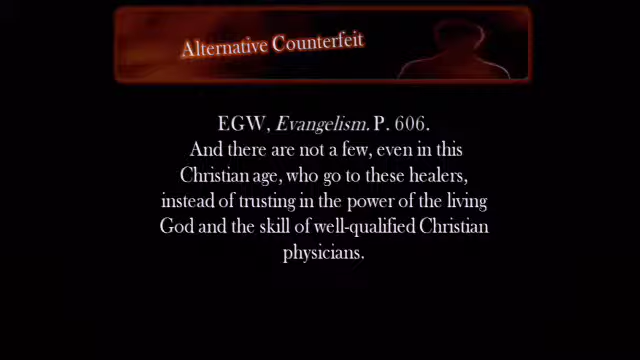 Alternative Counterfeit
EGW, Evangelism. P. 606.
And there are not a few, even in this
Christian age, who go to these healers,
instead of trusting in the power of the living
God and the skill of well-qualified Christian
physicians.